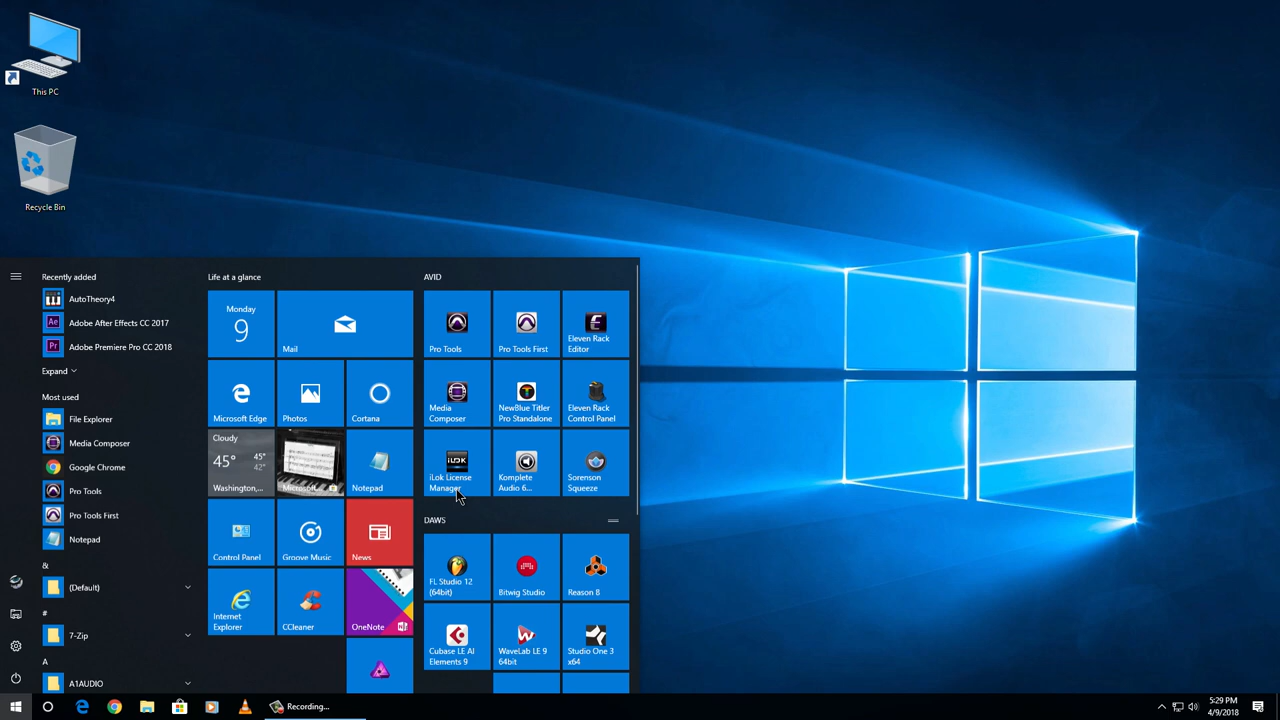 This PC
Recycle Bin
Recently added
AutoTheory4
Ae
Adobe After Effects CC 2017
Pr
Adobe Premiere Pro CC 2018
Expand
Most used
File Explorer
Media Composer
Google Chrome
Pro Tools
Pro Tools First
Notepad
&
(Default)
#
7-Zip
A
A1AUDIO
Life at a glance
Monday
9
Mail
Microsoft Edge
Photos
Cortana
Cloudy
45°
45°
42°
Washington,...
Microsoft...
Notepad
Control Panel
Groove Music
News
Internet
Explorer
CCleaner
OneNote
AVID
Pro Tools
Pro Tools First
Eleven Rack
Editor
Media
Composer
NewBlue Titler
Pro Standalone
Eleven Rack
Control Panel
iLOK
iLok License
Manager
Komplete
Audio 6...
Sorenson
Squeeze
DAWS
FL Studio 12
(64bit)
Bitwig Studio
Reason 8
Cubase LE AI
Elements 9
WaveLab LE 9
64bit
Studio One 3
x64
Recording...
5:29 PM
4/9/2018